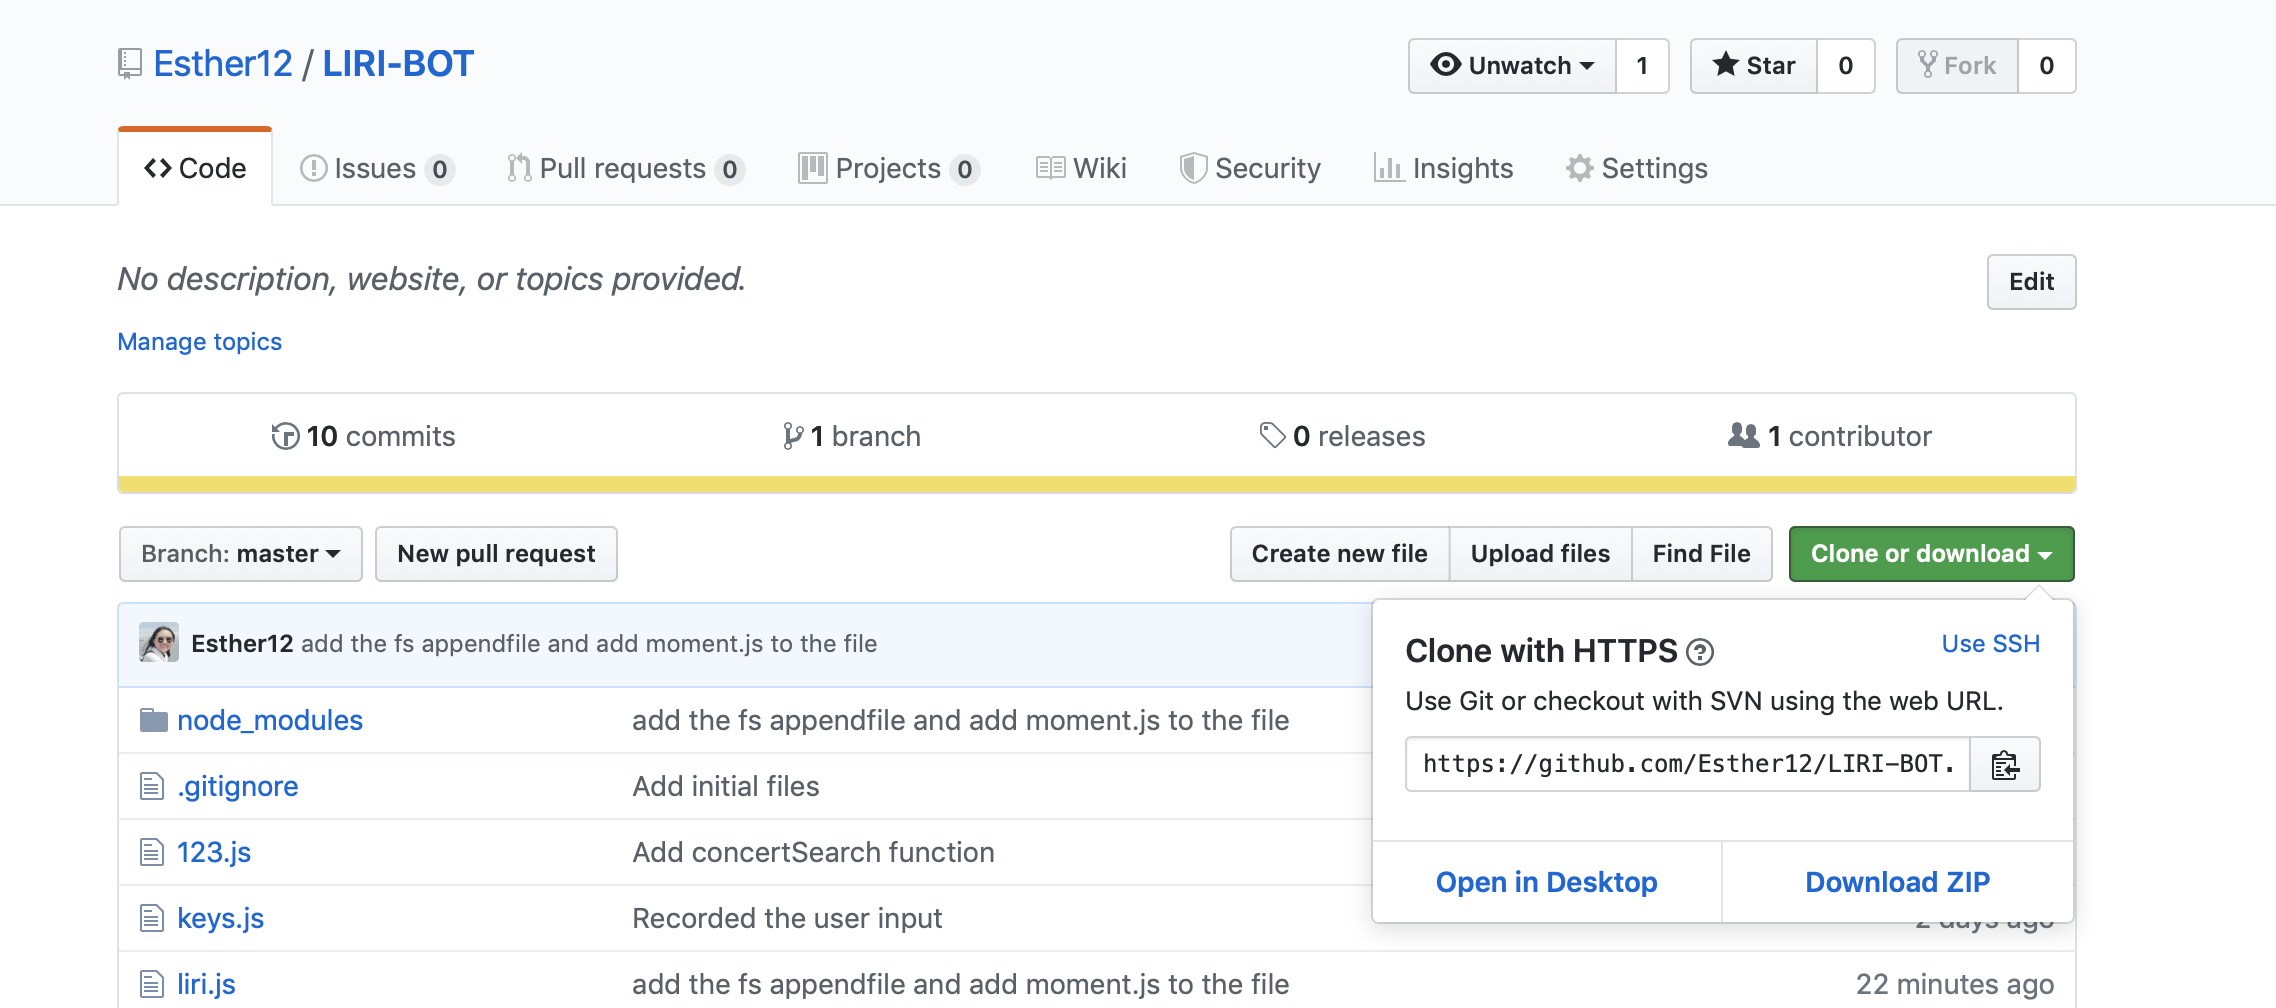 Esther12 / LIRI-BOT
Unwatch 1 Star 0 Fork 0
Code Issues 0 Pull requests 0 Projects 0 Wiki Security Insights Settings
No description, website, or topics provided.
Edit
Manage topics
10 commits 1 branch 0 releases 1 contributor
Branch: master New pull request Create new file Upload files Find File Clone or download
Esther12 add the fs appendfile and add moment.js to the file
Clone with HTTPS ? Use SSH
Use Git or checkout with SVN using the web URL.
https://github.com/Esther12/LIRI-BOT.
Open in Desktop Download ZIP
node_modules add the fs appendfile and add moment.js to the file
.gitignore Add initial files
123.js Add concertSearch function
keys.js Recorded the user input 2 days ago
liri.js add the fs appendfile and add moment.js to the file 22 minutes ago